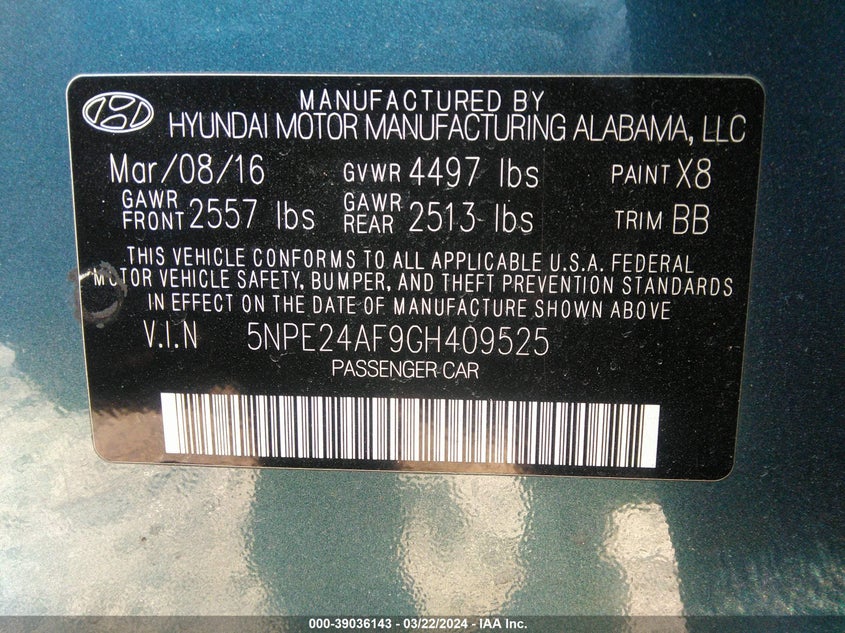 MANUFACTURED BY
HYUNDAI MOTOR MANUFACTURING ALABAMA, LLC
Mar/08/16 GVWR 4497 lbs PAINT X8
GAWR FRONT 2557 lbs GAWR REAR 2513 lbs TRIM BB
THIS VEHICLE CONFORMS TO ALL APPLICABLE U.S.A. FEDERAL
MOTOR VEHICLE SAFETY, BUMPER, AND THEFT PREVENTION STANDARDS
IN EFFECT ON THE DATE OF MANUFACTURE SHOWN ABOVE
V.I.N 5NPE24AF9GH409525
PASSENGER CAR
000-39036143 - 03/22/2024 - IAA Inc.